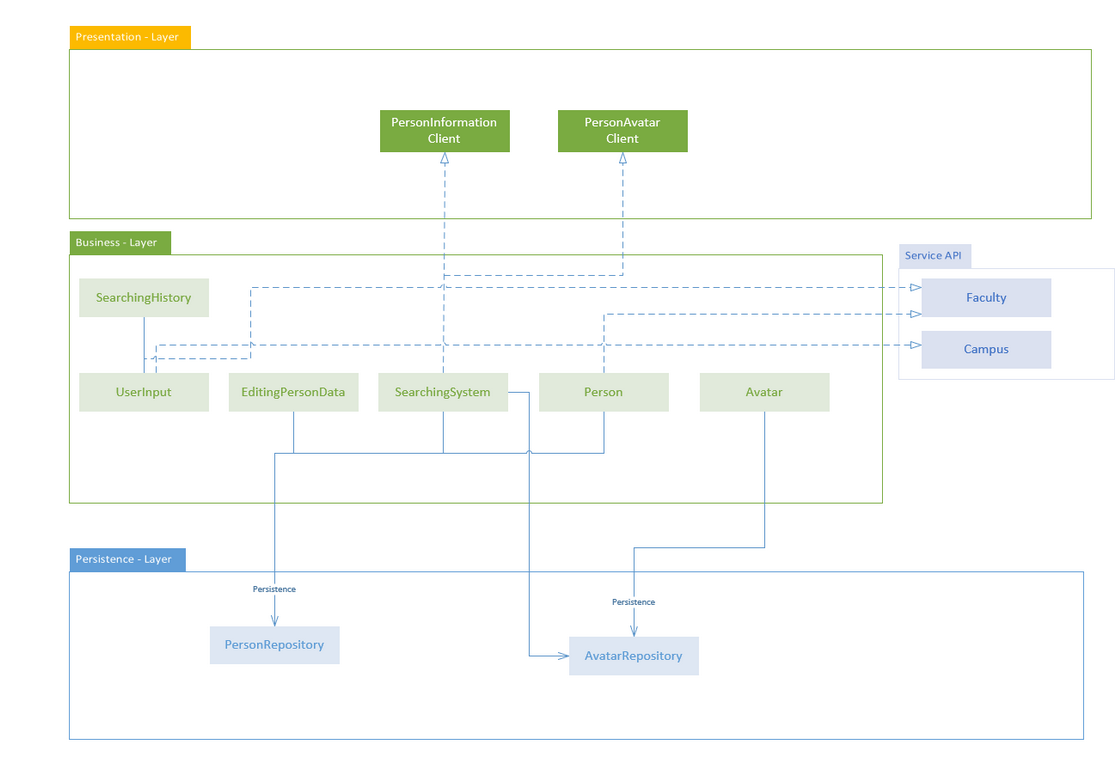 Presentation - Layer
PersonInformation
Client
PersonAvatar
Client
Business - Layer
Service API
SearchingHistory
Faculty
Campus
UserInput
EditingPersonData
SearchingSystem
Person
Avatar
Persistence - Layer
Persistence
Persistence
PersonRepository
AvatarRepository